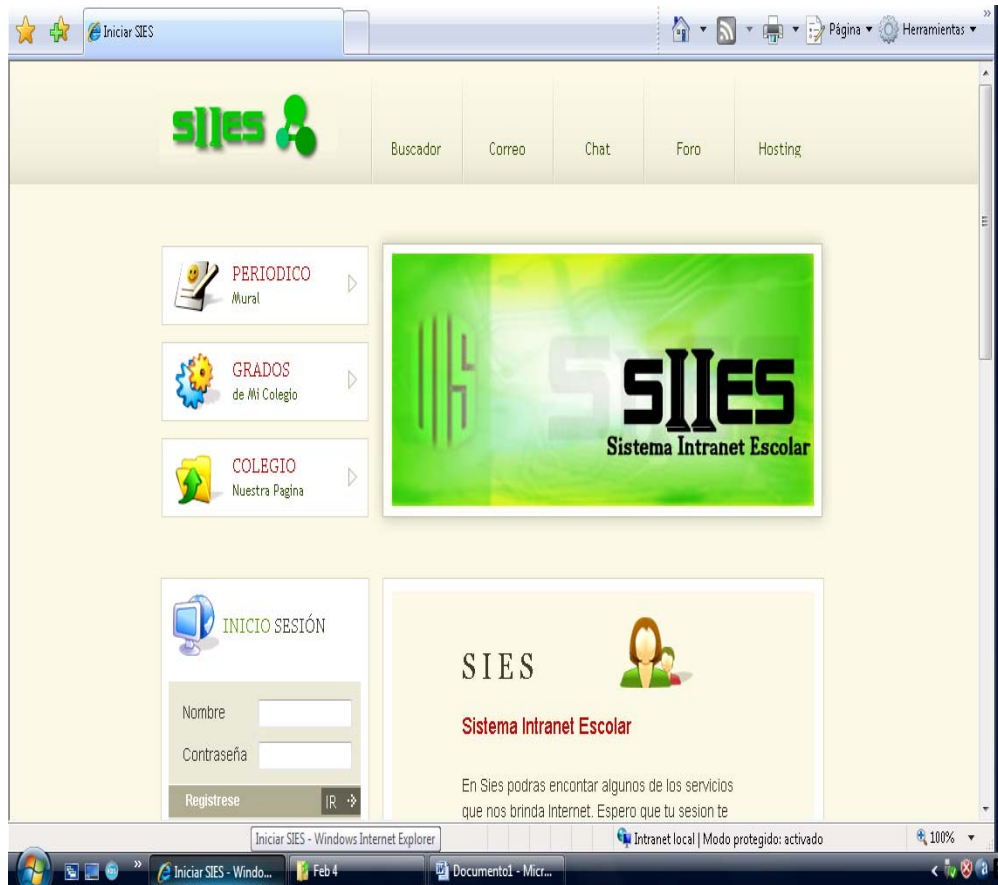 Iniciar SIES
Página
Herramientas
»
sIIes
Buscador
Correo
Chat
Foro
Hosting
PERIODICO
Mural
GRADOS
de Mi Colegio
COLEGIO
Nuestra Pagina
S sIIES
Sistema Intranet Escolar
INICIO SESIÓN
Nombre
Contraseña
Registrese
IR
SIES
Sistema Intranet Escolar
En Sies podras encontar algunos de los servicios
que nos brinda Internet. Espero que tu sesion te
Iniciar SIES - Windows Internet Explorer
Intranet local | Modo protegido: activado
100%
»
Iniciar SIES - Windo...
Feb 4
Documento1 - Micr...